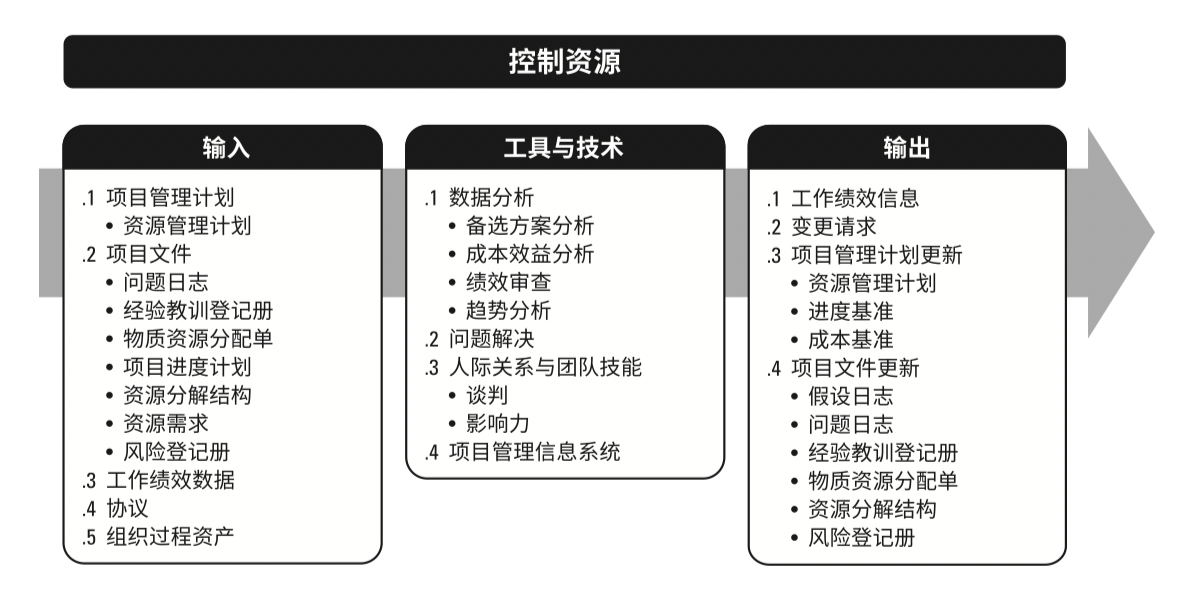 控制资源
输入
.1 项目管理计划
• 资源管理计划
.2 项目文件
• 问题日志
• 经验教训登记册
• 物质资源分配单
• 项目进度计划
• 资源分解结构
• 资源需求
• 风险登记册
.3 工作绩效数据
.4 协议
.5 组织过程资产
工具与技术
.1 数据分析
• 备选方案分析
• 成本效益分析
• 绩效审查
• 趋势分析
.2 问题解决
.3 人际关系与团队技能
• 谈判
• 影响力
.4 项目管理信息系统
输出
.1 工作绩效信息
.2 变更请求
.3 项目管理计划更新
• 资源管理计划
• 进度基准
• 成本基准
.4 项目文件更新
• 假设日志
• 问题日志
• 经验教训登记册
• 物质资源分配单
• 资源分解结构
• 风险登记册